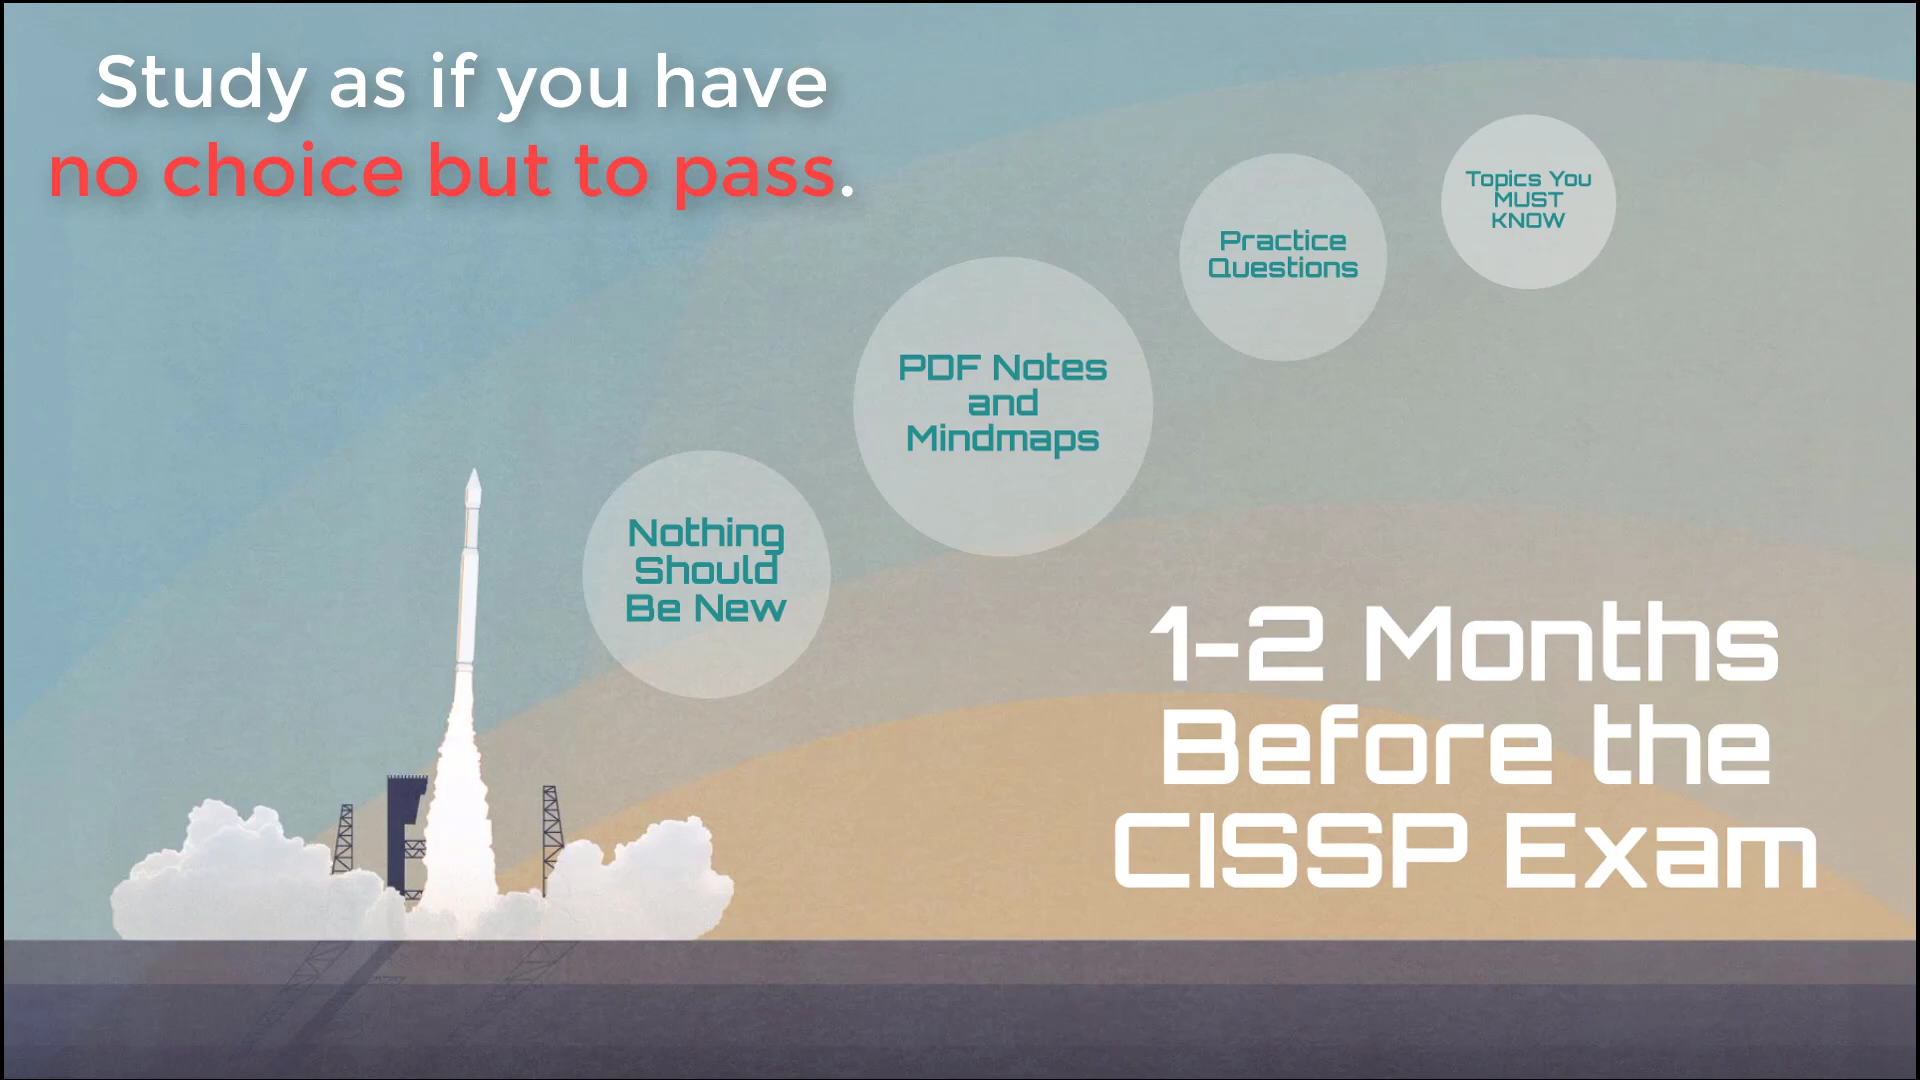 Study as if you have
no choice but to pass.
Topics You
MUST
KNOW
Practice
Questions
PDF Notes
and
Mindmaps
Nothing
Should
Be New
1-2 Months
Before the
CISSP Exam